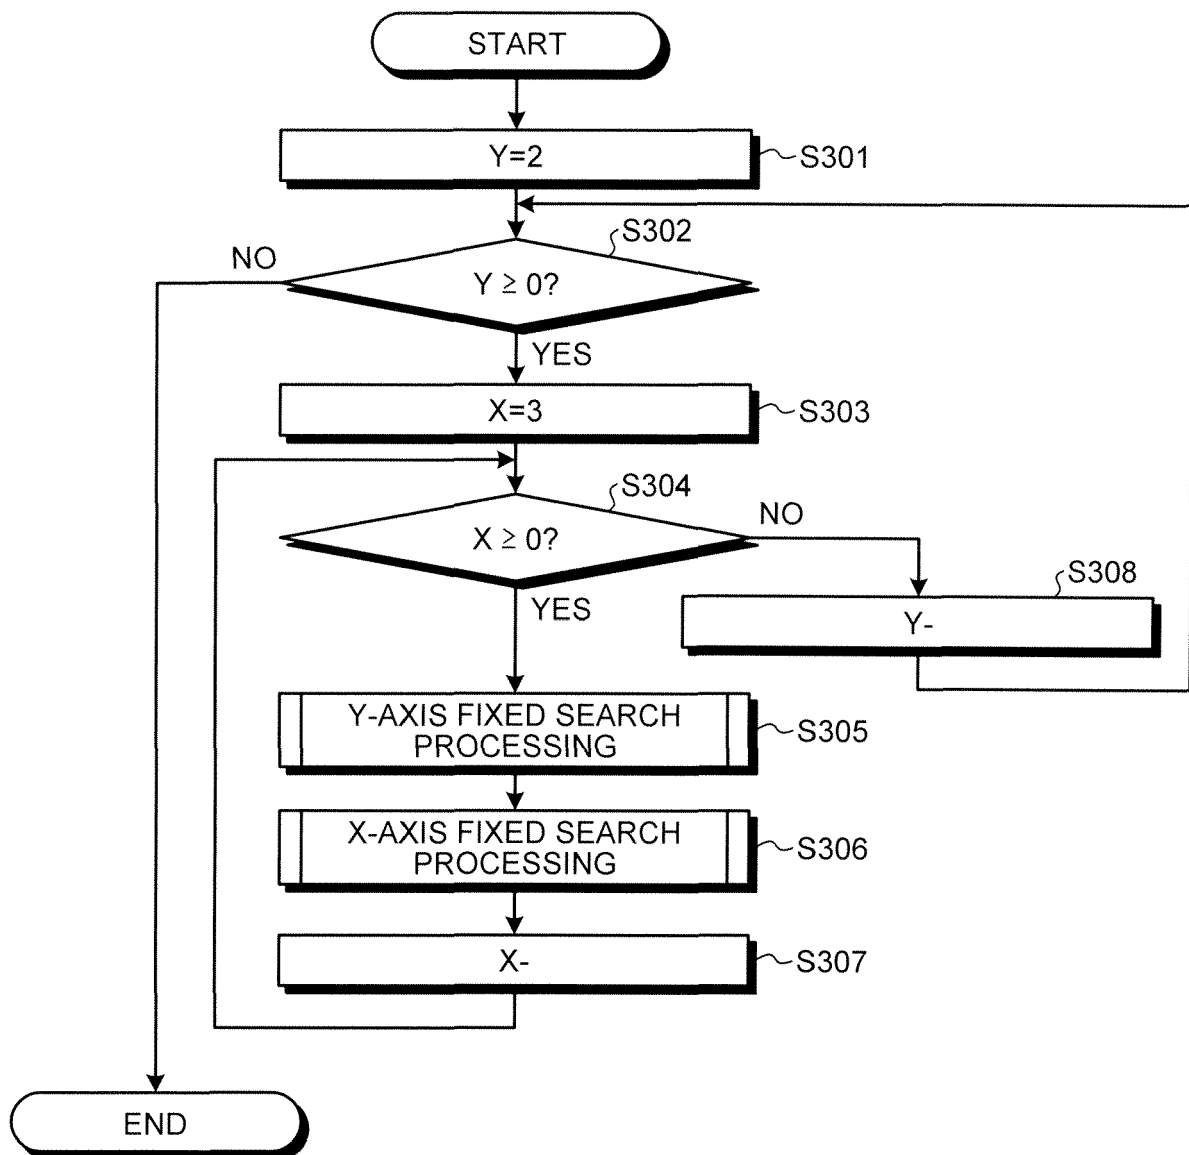 START
Y=2
S301
S302
NO
Y ≧ 0?
YES
X=3
S303
S304
NO
X ≧ 0?
YES
S308
Y-
Y-AXIS FIXED SEARCH
PROCESSING
S305
X-AXIS FIXED SEARCH
PROCESSING
S306
X-
S307
END